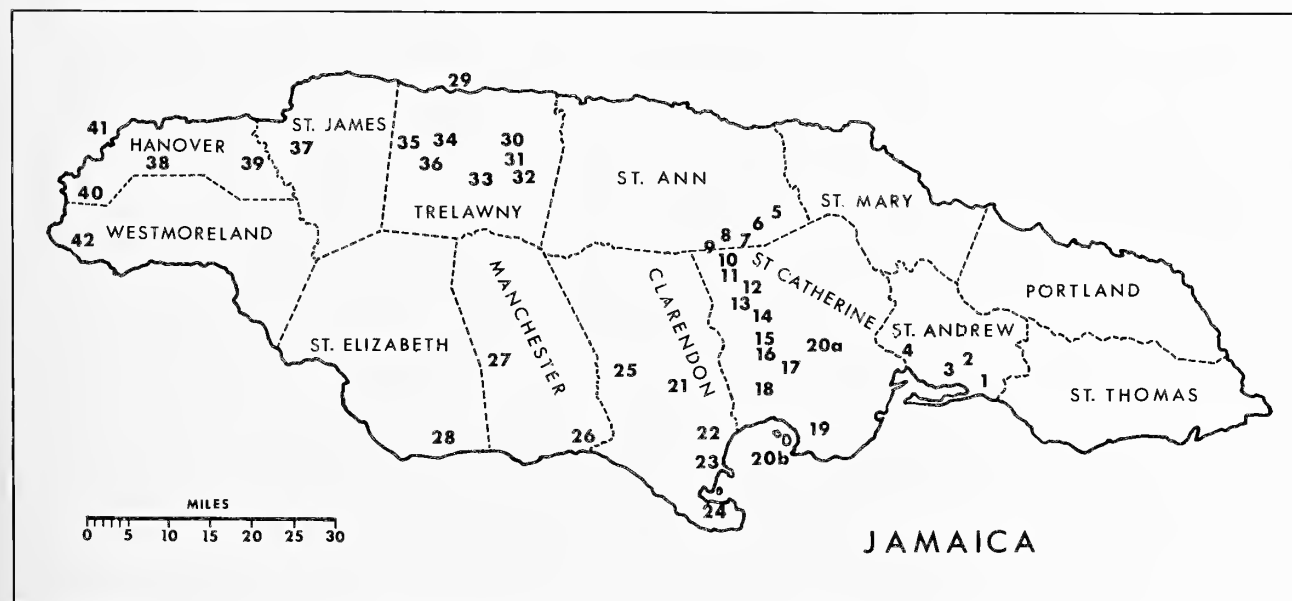 29
41
HANOVER
38
39
40
WESTMORELAND
42
ST. JAMES
37
35
34
30
31
36
33
32
TRELAWNY
ST. ANN
5
6
7
8
9
ST. MARY
10
11
12
13
14
15
16
17
18
19
20a
20b
ST CATHERINE
ST. ANDREW
4
3
2
1
PORTLAND
ST. THOMAS
ST. ELIZABETH
MANCHESTER
27
28
26
CLARENDON
25
21
22
23
24
MILES
0 5 10 15 20 25 30
JAMAICA